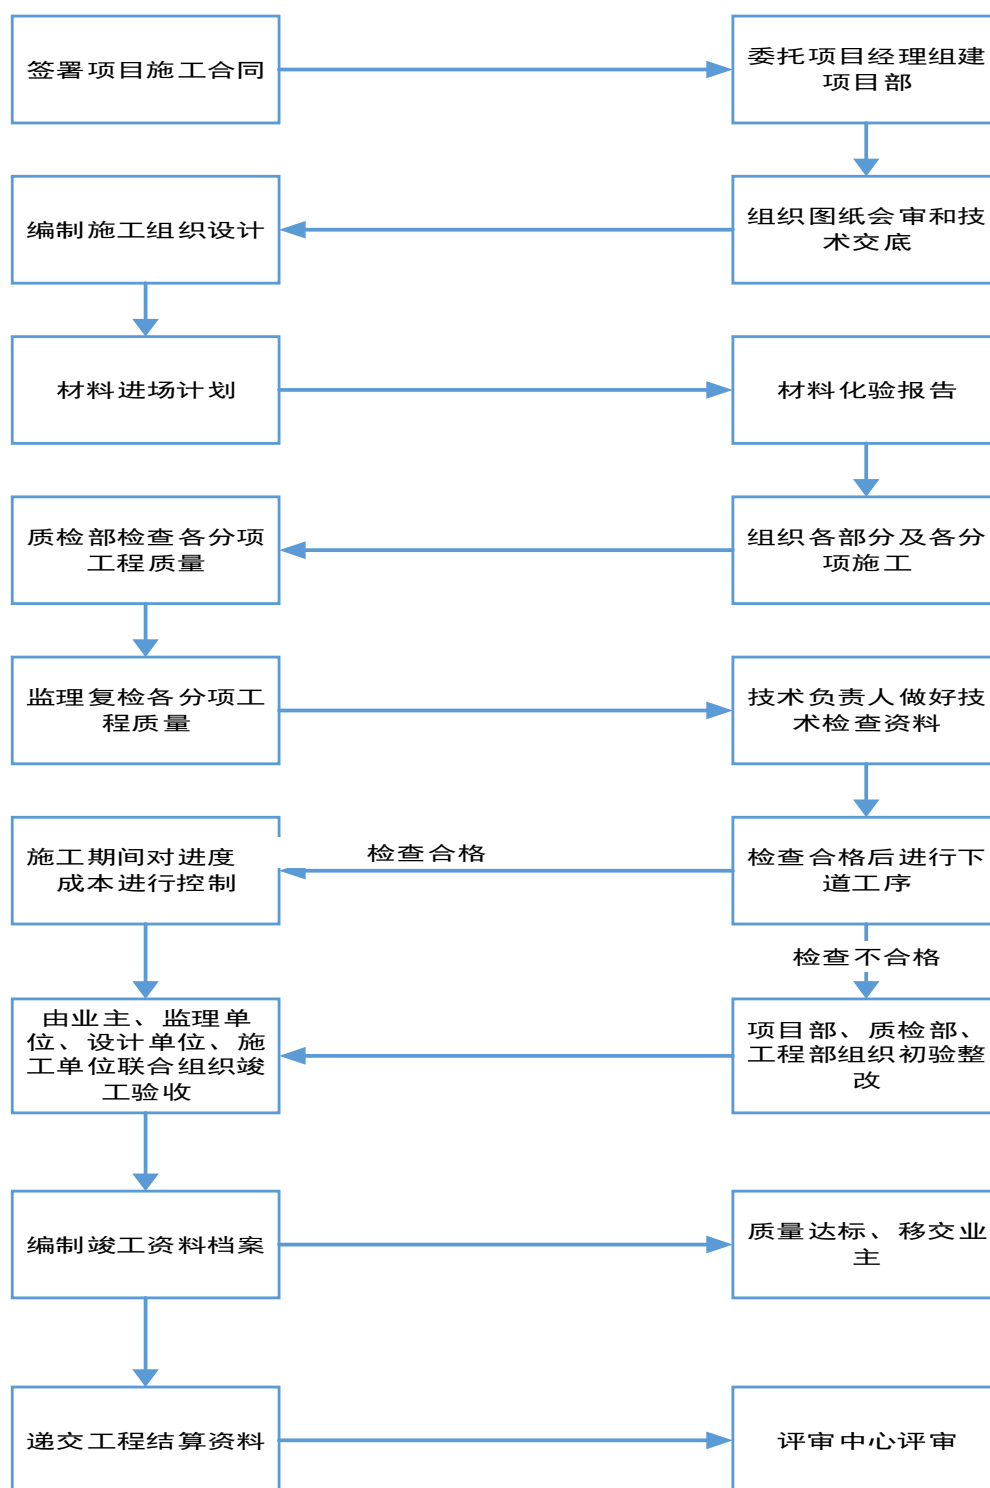 签署项目施工合同
委托项目经理组建
项目部
编制施工组织设计
组织图纸会审和技
术交底
材料进场计划
材料化验报告
质检部检查各分项
工程质量
组织各部分及各分
项施工
监理复检各分项工
程质量
技术负责人做好技
术检查资料
施工期间对进度
成本进行控制
检查合格
检查合格后进行下
道工序
检查不合格
由业主、监理单
位、设计单位、施
工单位联合组织竣
工验收
项目部、质检部、
工程部组织初验整
改
编制竣工资料档案
质量达标、移交业
主
递交工程结算资料
评审中心评审